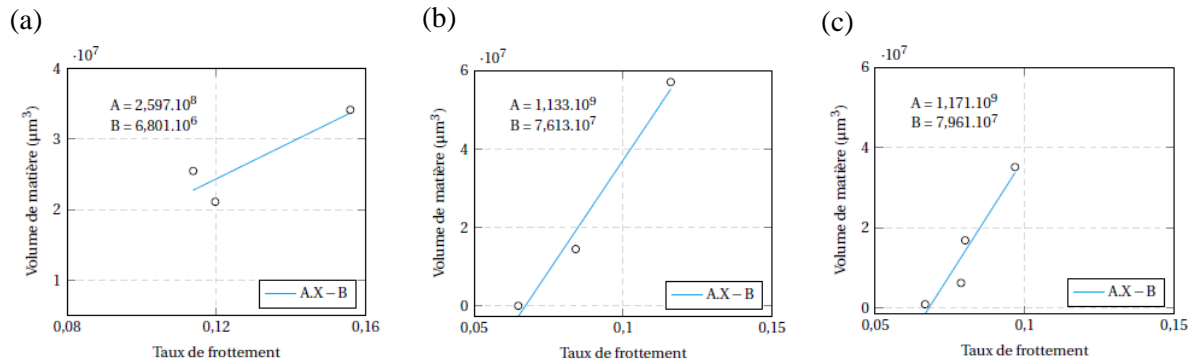 (a)
·10⁷
4
3
2
1
A = 2,597.10⁸
B = 6,801.10⁶
A.X – B
0,08
0,12
0,16
Volume de matière (µm³)
Taux de frottement
(b)
·10⁷
6
4
2
0
A = 1,133.10⁹
B = 7,613.10⁷
A.X – B
0,05
0,1
0,15
Volume de matière (µm³)
Taux de frottement
(c)
·10⁷
6
4
2
0
A = 1,171.10⁹
B = 7,961.10⁷
A.X – B
0,05
0,1
0,15
Volume de matière (µm³)
Taux de frottement